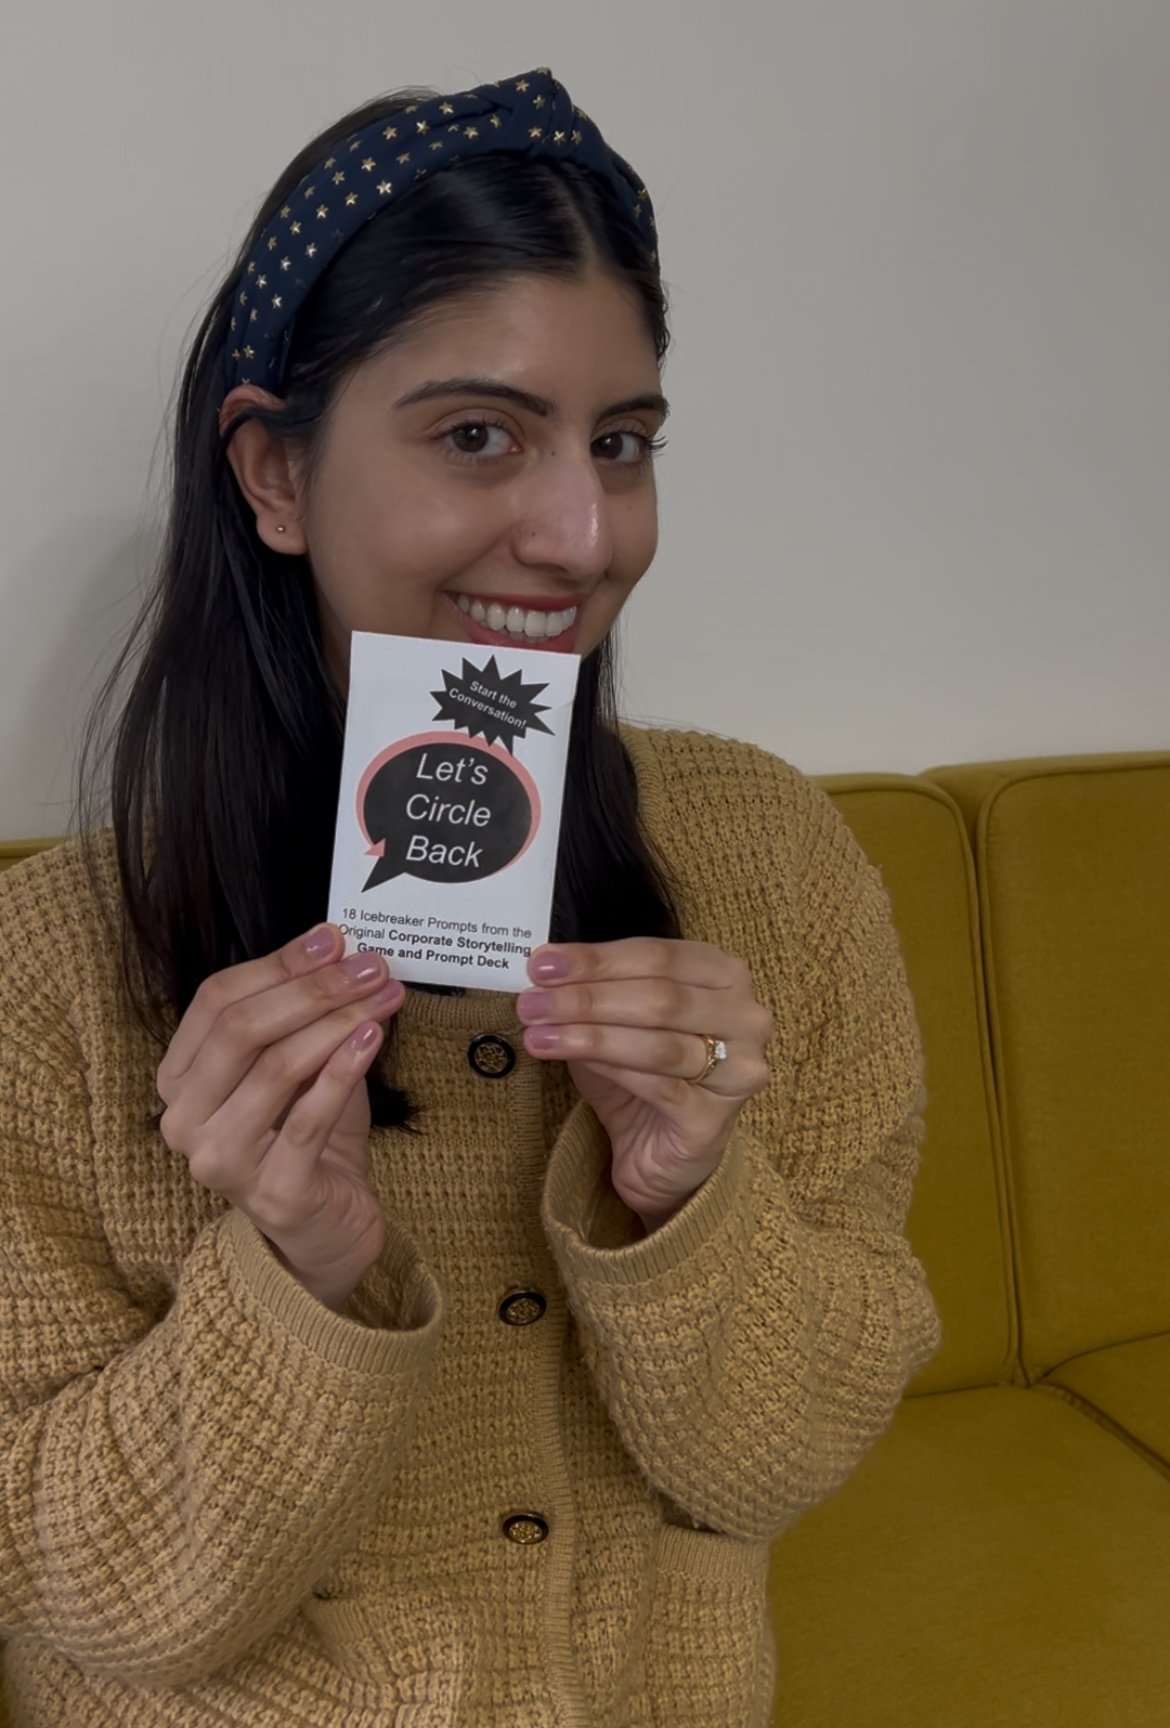 Start the
Conversation!
Let’s
Circle
Back
18 Icebreaker Prompts from the
Original Corporate Storytelling
Game and Prompt Deck